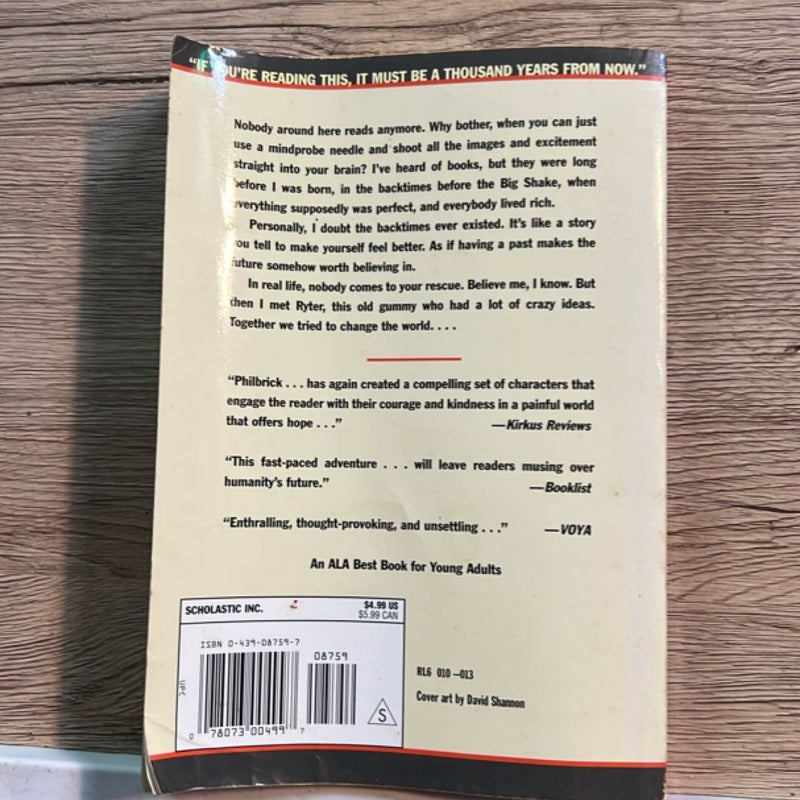 "IF YOU'RE READING THIS, IT MUST BE A THOUSAND YEARS FROM NOW."
Nobody around here reads anymore. Why bother, when you can just
use a mindprobe needle and shoot all the images and excitement
straight into your brain? I've heard of books, but they were long
before I was born, in the backtimes before the Big Shake, when
everything supposedly was perfect, and everybody lived rich.
Personally, I doubt the backtimes ever existed. It's like a story
you tell to make yourself feel better. As if having a past makes the
future somehow worth believing in.
In real life, nobody comes to your rescue. Believe me, I know. But
then I met Ryter, this old gummy who had a lot of crazy ideas.
Together we tried to change the world. . . .
"Philbrick . . . has again created a compelling set of characters that
engage the reader with their courage and kindness in a painful world
that offers hope . . ." —Kirkus Reviews
"This fast-paced adventure . . . will leave readers musing over
humanity's future." —Booklist
"Enthralling, thought-provoking, and unsettling . . ." —VOYA
An ALA Best Book for Young Adults
SCHOLASTIC INC. $4.99 US
$5.99 CAN
ISBN 0-439-08759-7
08759
UPC
0 78073 00499 7
S
RL6 010—013
Cover art by David Shannon